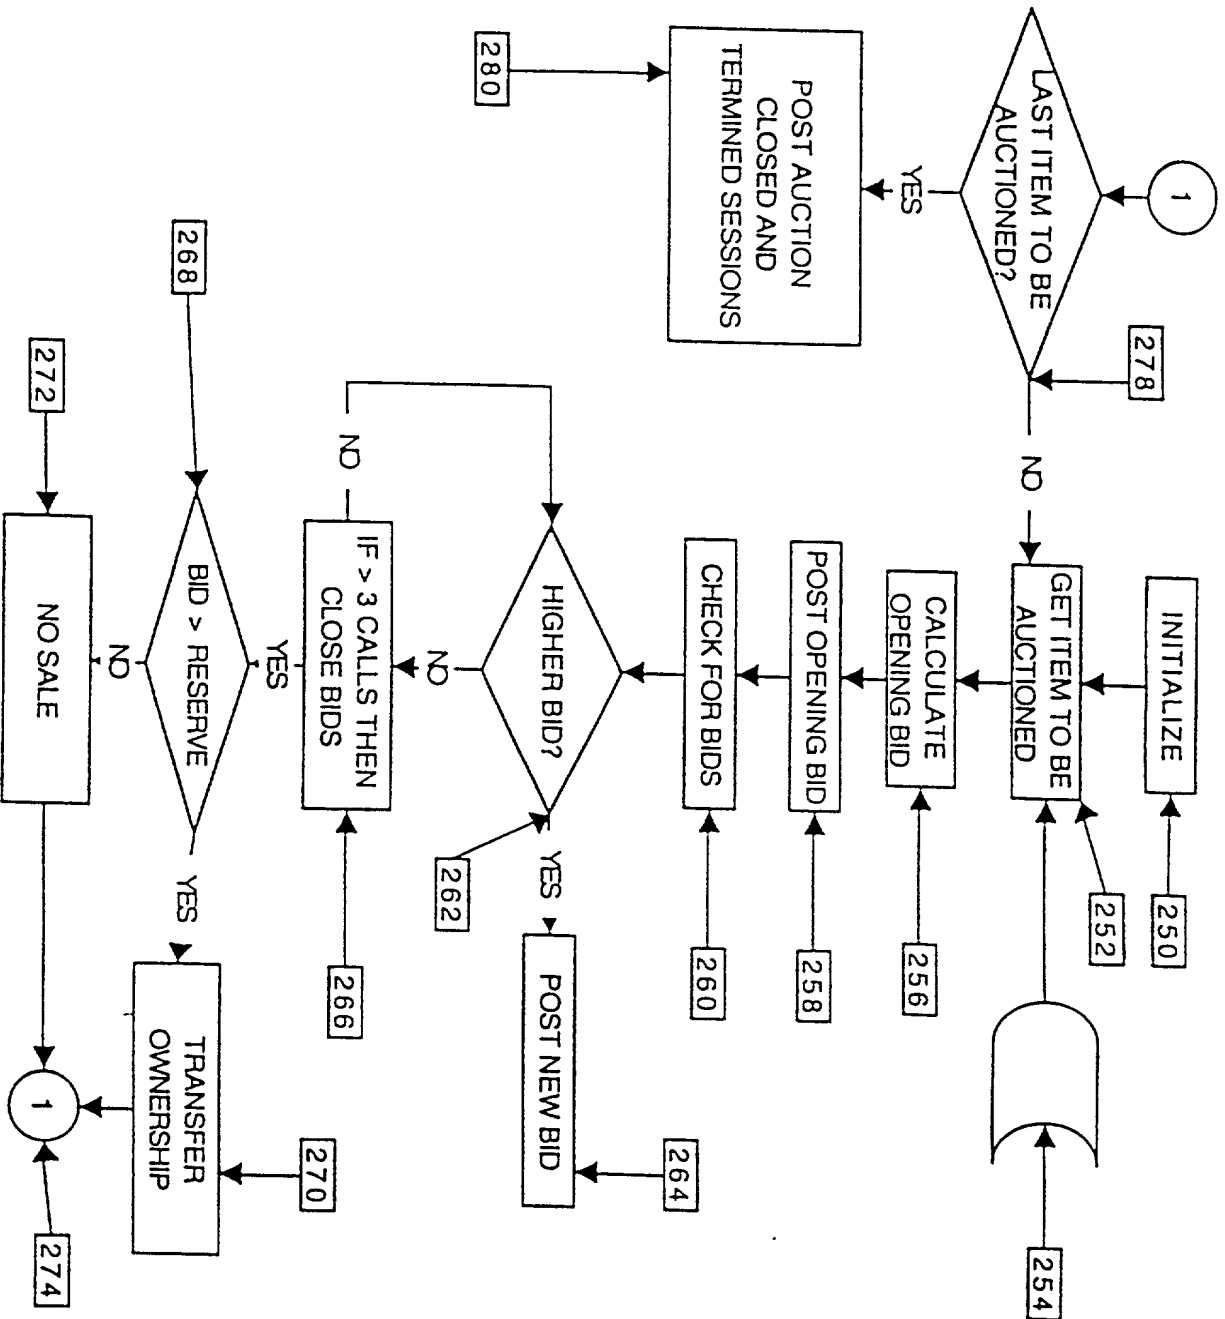 INITIALIZE
250
GET ITEM TO BE
AUCTIONED
252
254
CALCULATE
OPENING BID
256
POST OPENING BID
258
CHECK FOR BIDS
260
HIGHER BID?
262
YES
POST NEW BID
264
NO
IF > 3 CALLS THEN
CLOSE BIDS
266
NO
YES
BID > RESERVE
268
YES
TRANSFER
OWNERSHIP
270
NO
NO SALE
272
1
274
1
LAST ITEM TO BE
AUCTIONED?
278
NO
YES
POST AUCTION
CLOSED AND
TERMINED SESSIONS
280